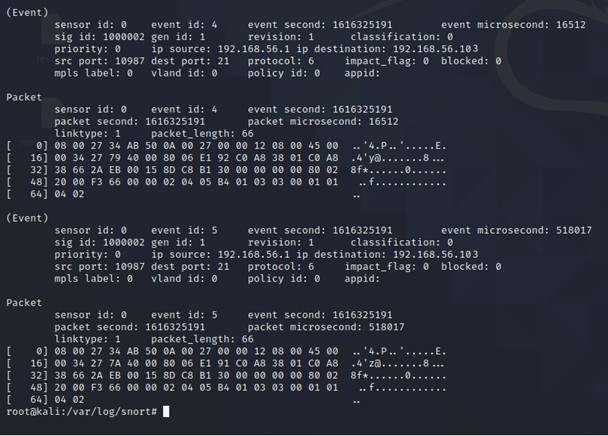 (Event)
sensor id: 0 event id: 4 event second: 1616325191 event microsecond: 16512
sig id: 1000002 gen id: 1 revision: 1 classification: 0
priority: 0 ip source: 192.168.56.1 ip destination: 192.168.56.103
src port: 10987 dest port: 21 protocol: 6 impact_flag: 0 blocked: 0
mpls label: 0 vland id: 0 policy id: 0 appid:
Packet
sensor id: 0 event id: 4 event second: 1616325191
packet second: 1616325191 packet microsecond: 16512
linktype: 1 packet_length: 66
[ 0] 08 00 27 34 AB 50 0A 00 27 00 00 12 08 00 45 00 ..'4.P..'.....E.
[ 16] 00 34 27 79 40 00 80 06 E1 92 C0 A8 38 01 C0 A8 .4'y@.......8...
[ 32] 38 66 2A EB 00 15 8D C8 B1 30 00 00 00 00 80 02 8f*......0......
[ 48] 20 00 F3 66 00 00 02 04 05 B4 01 03 03 00 01 01 ..f............
[ 64] 04 02 ..
(Event)
sensor id: 0 event id: 5 event second: 1616325191 event microsecond: 518017
sig id: 1000002 gen id: 1 revision: 1 classification: 0
priority: 0 ip source: 192.168.56.1 ip destination: 192.168.56.103
src port: 10987 dest port: 21 protocol: 6 impact_flag: 0 blocked: 0
mpls label: 0 vland id: 0 policy id: 0 appid:
Packet
sensor id: 0 event id: 5 event second: 1616325191
packet second: 1616325191 packet microsecond: 518017
linktype: 1 packet_length: 66
[ 0] 08 00 27 34 AB 50 0A 00 27 00 00 12 08 00 45 00 ..'4.P..'.....E.
[ 16] 00 34 27 7A 40 00 80 06 E1 91 C0 A8 38 01 C0 A8 .4'z@.......8...
[ 32] 38 66 2A EB 00 15 8D C8 B1 30 00 00 00 00 80 02 8f*......0......
[ 48] 20 00 F3 66 00 00 02 04 05 B4 01 03 03 00 01 01 ..f............
[ 64] 04 02 ..
root@kali:/var/log/snort#